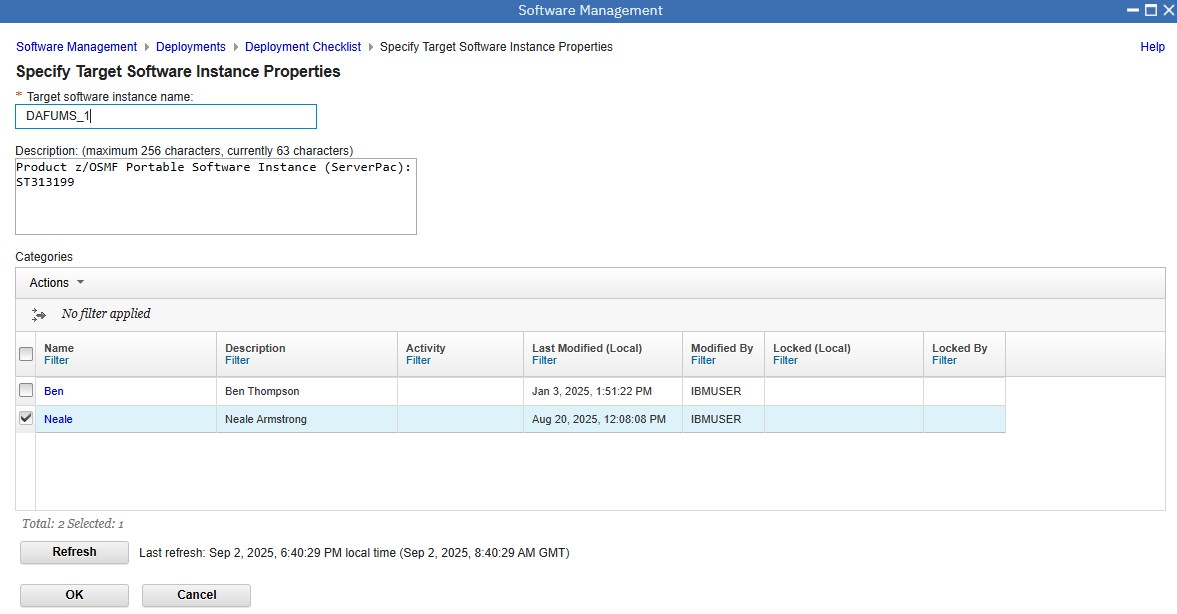 Software Management
Software Management Deployments Deployment Checklist Specify Target Software Instance Properties Help
Specify Target Software Instance Properties
* Target software instance name:
DAFUMS_1
Description: (maximum 256 characters, currently 63 characters)
Product z/OSMF Portable Software Instance (ServerPac):
ST313199
Categories
Actions
No filter applied
Name Description Activity Last Modified (Local) Modified By Locked (Local) Locked By
Filter Filter Filter Filter Filter Filter Filter
Ben Ben Thompson Jan 3, 2025, 1:51:22 PM IBMUSER
Neale Neale Armstrong Aug 20, 2025, 12:08:08 PM IBMUSER
Total: 2 Selected: 1
Refresh Last refresh: Sep 2, 2025, 6:40:29 PM local time (Sep 2, 2025, 8:40:29 AM GMT)
OK Cancel